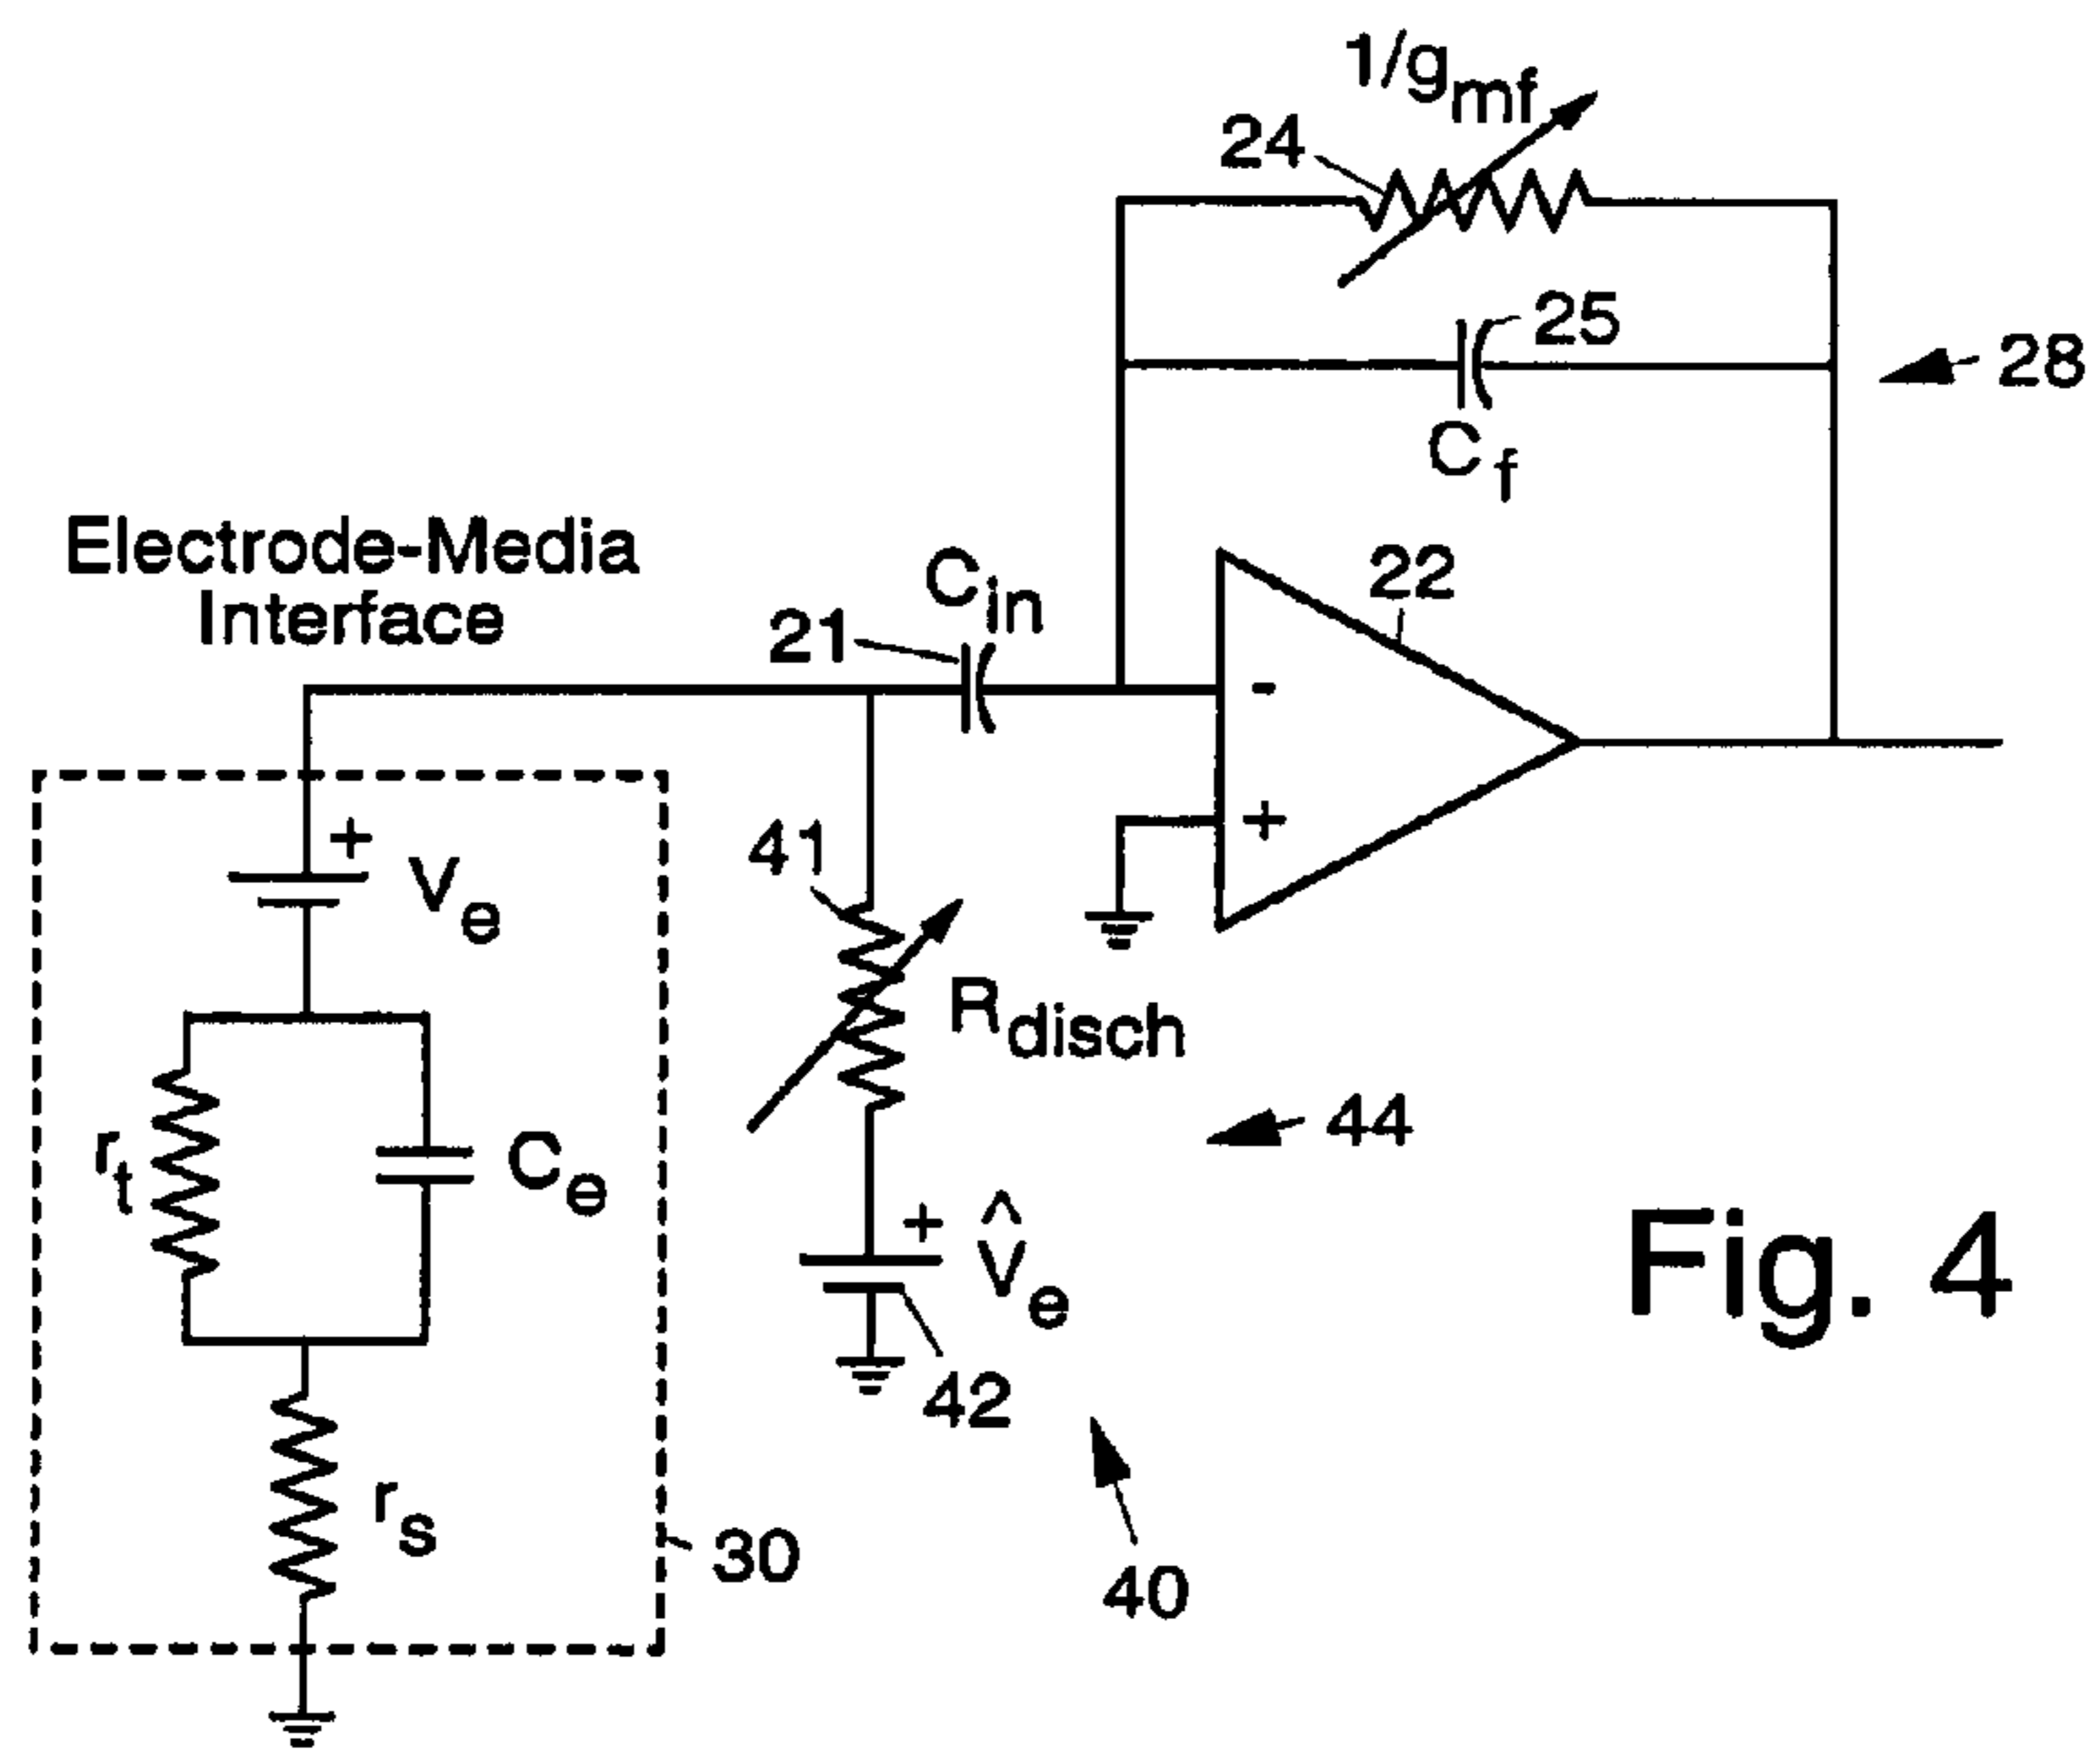 1/gmf
24
25
28
Cf
Electrode-Media
Interface
Cin
22
21
-
+
+
Ve
41
Rdisch
44
rt
Ce
+
^
Ve
42
Fig. 4
rs
30
40